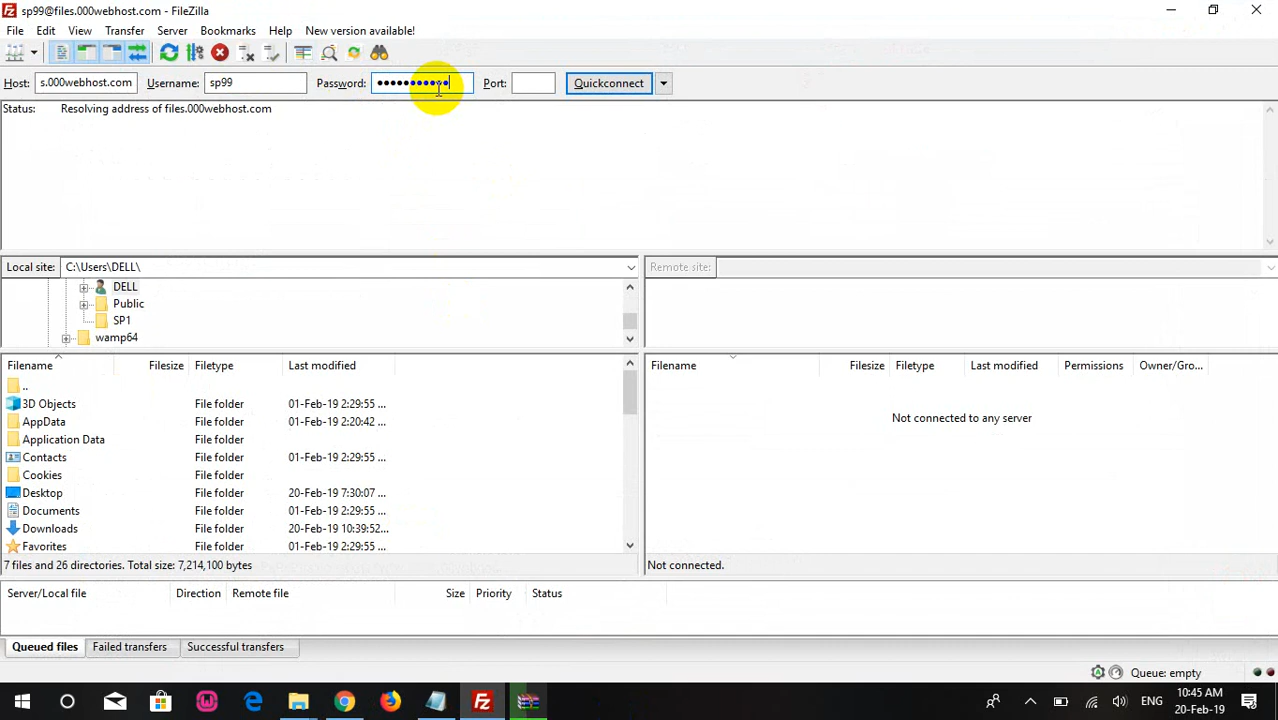 sp99@files.000webhost.com - FileZilla
File Edit View Transfer Server Bookmarks Help New version available!
Host: s.000webhost.com Username: sp99 Password: ●●●●●●●●●●● Port: Quickconnect
Status: Resolving address of files.000webhost.com
Local site: C:\Users\DELL\ Remote site:
DELL
Public
SP1
wamp64
Filename Filesize Filetype Last modified Filename Filesize Filetype Last modified Permissions Owner/Gro...
..
3D Objects File folder 01-Feb-19 2:29:55 ...
AppData File folder 01-Feb-19 2:20:42 ...
Not connected to any server
Application Data File folder
Contacts File folder 01-Feb-19 2:29:55 ...
Cookies File folder
Desktop File folder 20-Feb-19 7:30:07 ...
Documents File folder 01-Feb-19 2:29:55 ...
Downloads File folder 20-Feb-19 10:39:52...
Favorites File folder 01-Feb-19 2:29:55 ...
7 files and 26 directories. Total size: 7,214,100 bytes Not connected.
Server/Local file Direction Remote file Size Priority Status
Queued files Failed transfers Successful transfers
Queue: empty
ENG 10:45 AM
20-Feb-19